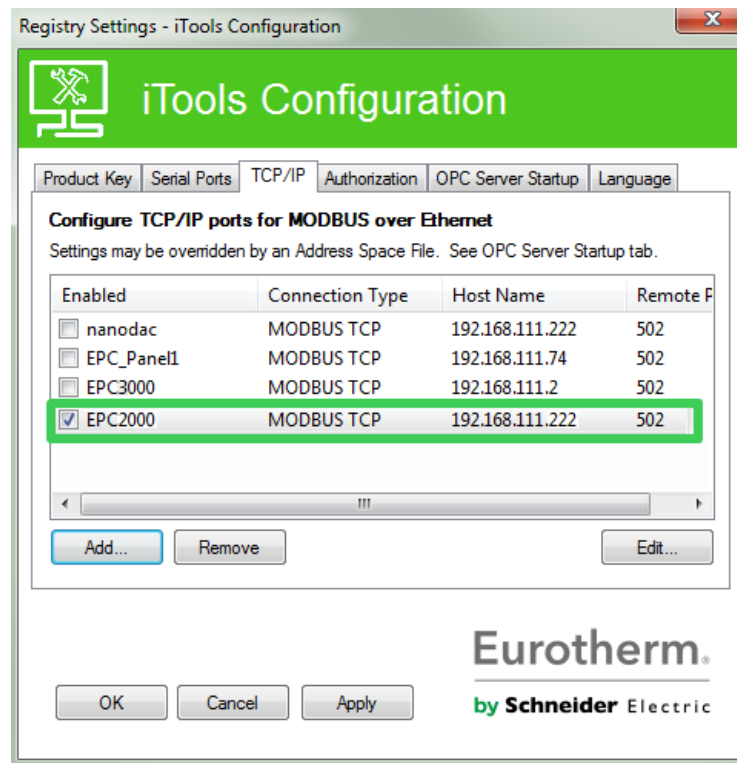 Registry Settings - iTools Configuration
x
iTools Configuration
Product Key Serial Ports TCP/IP Authorization OPC Server Startup Language
Configure TCP/IP ports for MODBUS over Ethernet
Settings may be overridden by an Address Space File. See OPC Server Startup tab.
Enabled Connection Type Host Name Remote P
nanodac MODBUS TCP 192.168.111.222 502
EPC_Panel1 MODBUS TCP 192.168.111.74 502
EPC3000 MODBUS TCP 192.168.111.2 502
EPC2000 MODBUS TCP 192.168.111.222 502
Add... Remove Edit...
Eurotherm®
OK Cancel Apply by Schneider Electric